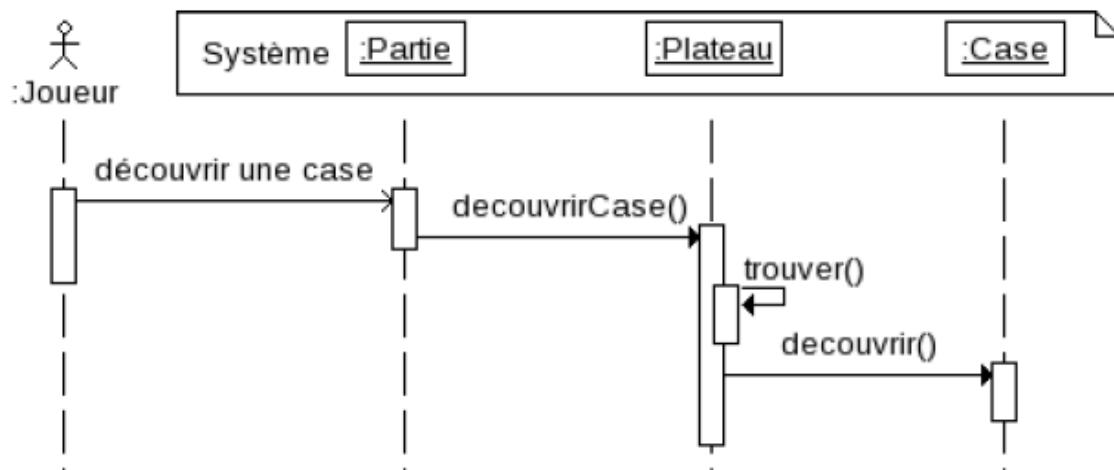 Système
:Partie
:Plateau
:Case
:Joueur
découvrir une case
decouvrirCase()
trouver()
decouvrir()